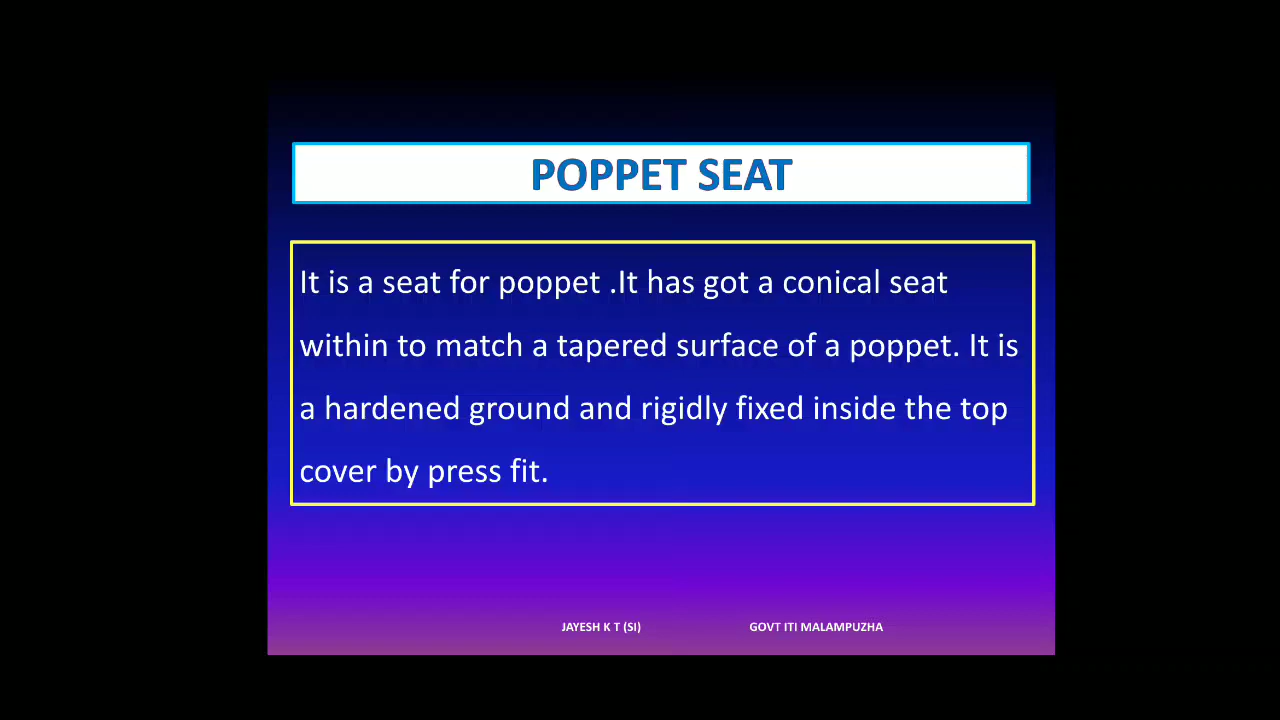 POPPET SEAT
It is a seat for poppet .It has got a conical seat
within to match a tapered surface of a poppet. It is
a hardened ground and rigidly fixed inside the top
cover by press fit.
JAYESH K T (SI) GOVT ITI MALAMPUZHA